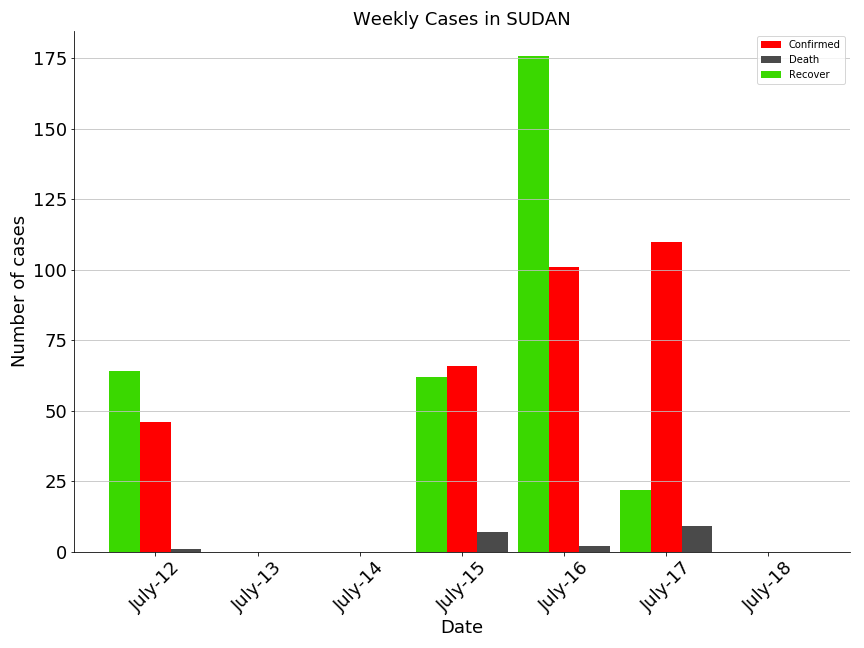 Weekly Cases in SUDAN
Confirmed
Death
Recover
Number of cases
175
150
125
100
75
50
25
0
July-12
July-13
July-14
July-15
July-16
July-17
July-18
Date